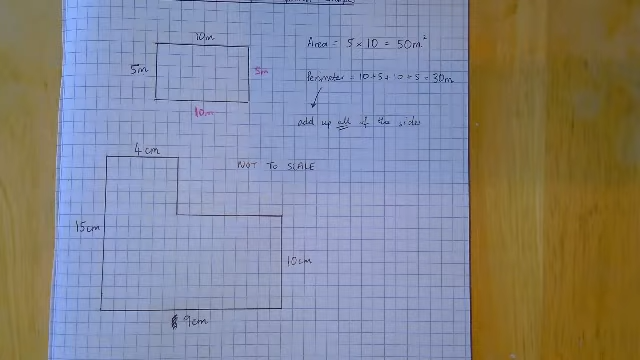 10m
Area = 5 × 10 = 50m²
5m
5m
Perimeter = 10 + 5 + 10 + 5 = 30m
10m
add up all of the sides
4cm
NOT TO SCALE
15cm
10cm
9cm